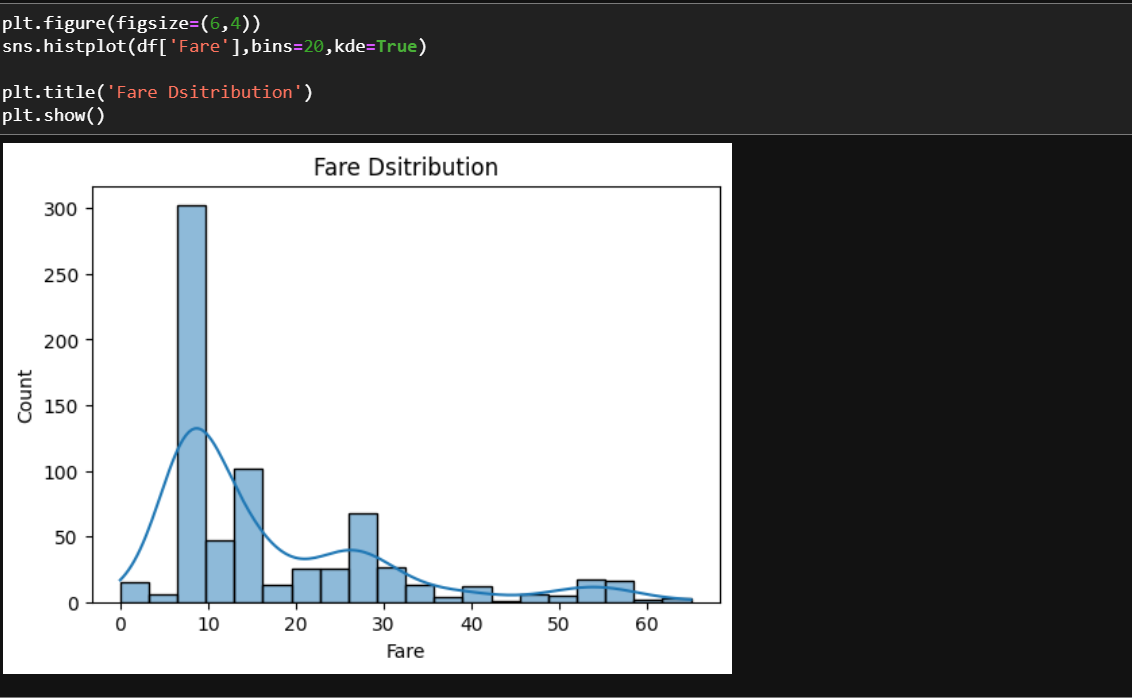 plt.figure(figsize=(6,4))
sns.histplot(df['Fare'],bins=20,kde=True)
plt.title('Fare Dsitribution')
plt.show()
Fare Dsitribution
300
250
200
150
100
50
0
Count
0 10 20 30 40 50 60
Fare